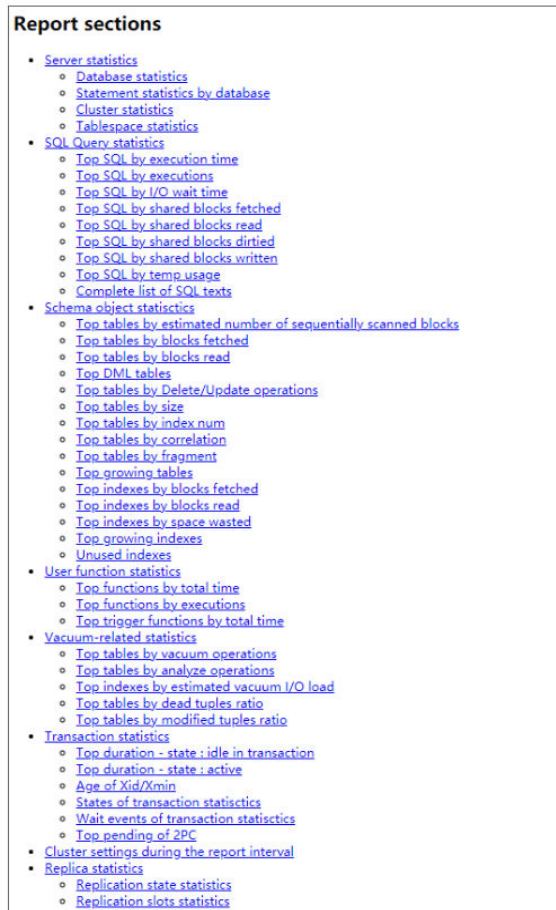 Report sections
Server statistics
Database statistics
Statement statistics by database
Cluster statistics
Tablespace statistics
SQL Query statistics
Top SQL by execution time
Top SQL by executions
Top SQL by I/O wait time
Top SQL by shared blocks fetched
Top SQL by shared blocks read
Top SQL by shared blocks dirtied
Top SQL by shared blocks written
Top SQL by temp usage
Complete list of SQL texts
Schema object statisctics
Top tables by estimated number of sequentially scanned blocks
Top tables by blocks fetched
Top tables by blocks read
Top DML tables
Top tables by Delete/Update operations
Top tables by size
Top tables by index num
Top tables by correlation
Top tables by fragment
Top growing tables
Top indexes by blocks fetched
Top indexes by blocks read
Top indexes by space wasted
Top growing indexes
Unused indexes
User function statistics
Top functions by total time
Top functions by executions
Top trigger functions by total time
Vacuum-related statistics
Top tables by vacuum operations
Top tables by analyze operations
Top indexes by estimated vacuum I/O load
Top tables by dead tuples ratio
Top tables by modified tuples ratio
Transaction statistics
Top duration - state : idle in transaction
Top duration - state : active
Age of Xid/Xmin
States of transaction statisctics
Wait events of transaction statisctics
Top pending of 2PC
Cluster settings during the report interval
Replica statistics
Replication state statistics
Replication slots statistics